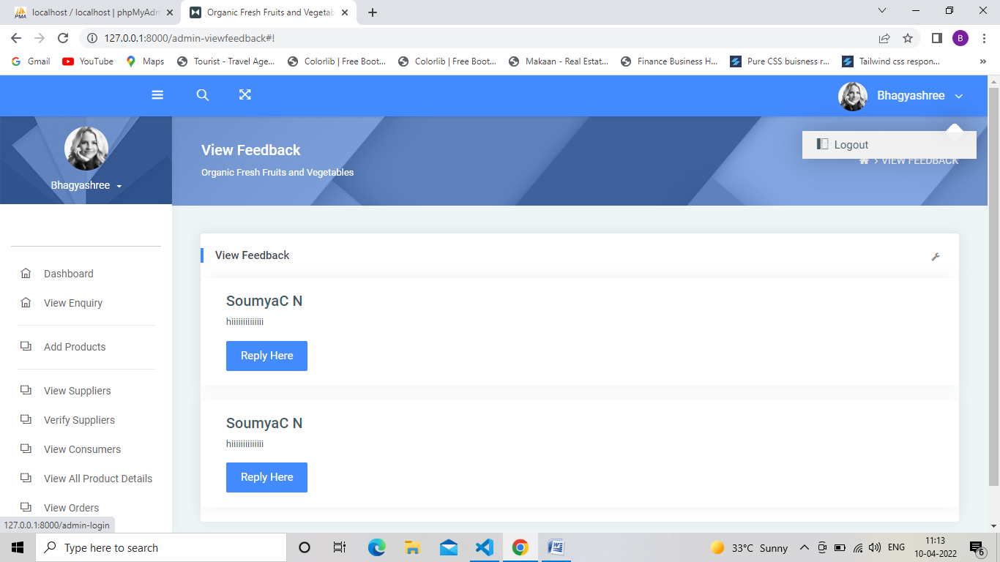 localhost / localhost | phpMyAdm
Organic Fresh Fruits and Vegetab
127.0.0.1:8000/admin-viewfeedback#!
B
Gmail YouTube Maps Tourist - Travel Age... Colorlib | Free Boot... Colorlib | Free Boot... Makaan - Real Estat... Finance Business H... Pure CSS buisness r... Tailwind css respon... »
Bhagyashree
Logout
View Feedback
> VIEW FEEDBACK
Organic Fresh Fruits and Vegetables
Bhagyashree
View Feedback
Dashboard
View Enquiry
Add Products
View Suppliers
Verify Suppliers
View Consumers
View All Product Details
View Orders
SoumyaC N
hiiiiiiiiiiiiii
Reply Here
SoumyaC N
hiiiiiiiiiiiiii
Reply Here
127.0.0.1:8000/admin-login
Type here to search
33°C Sunny
ENG
11:13
10-04-2022
6